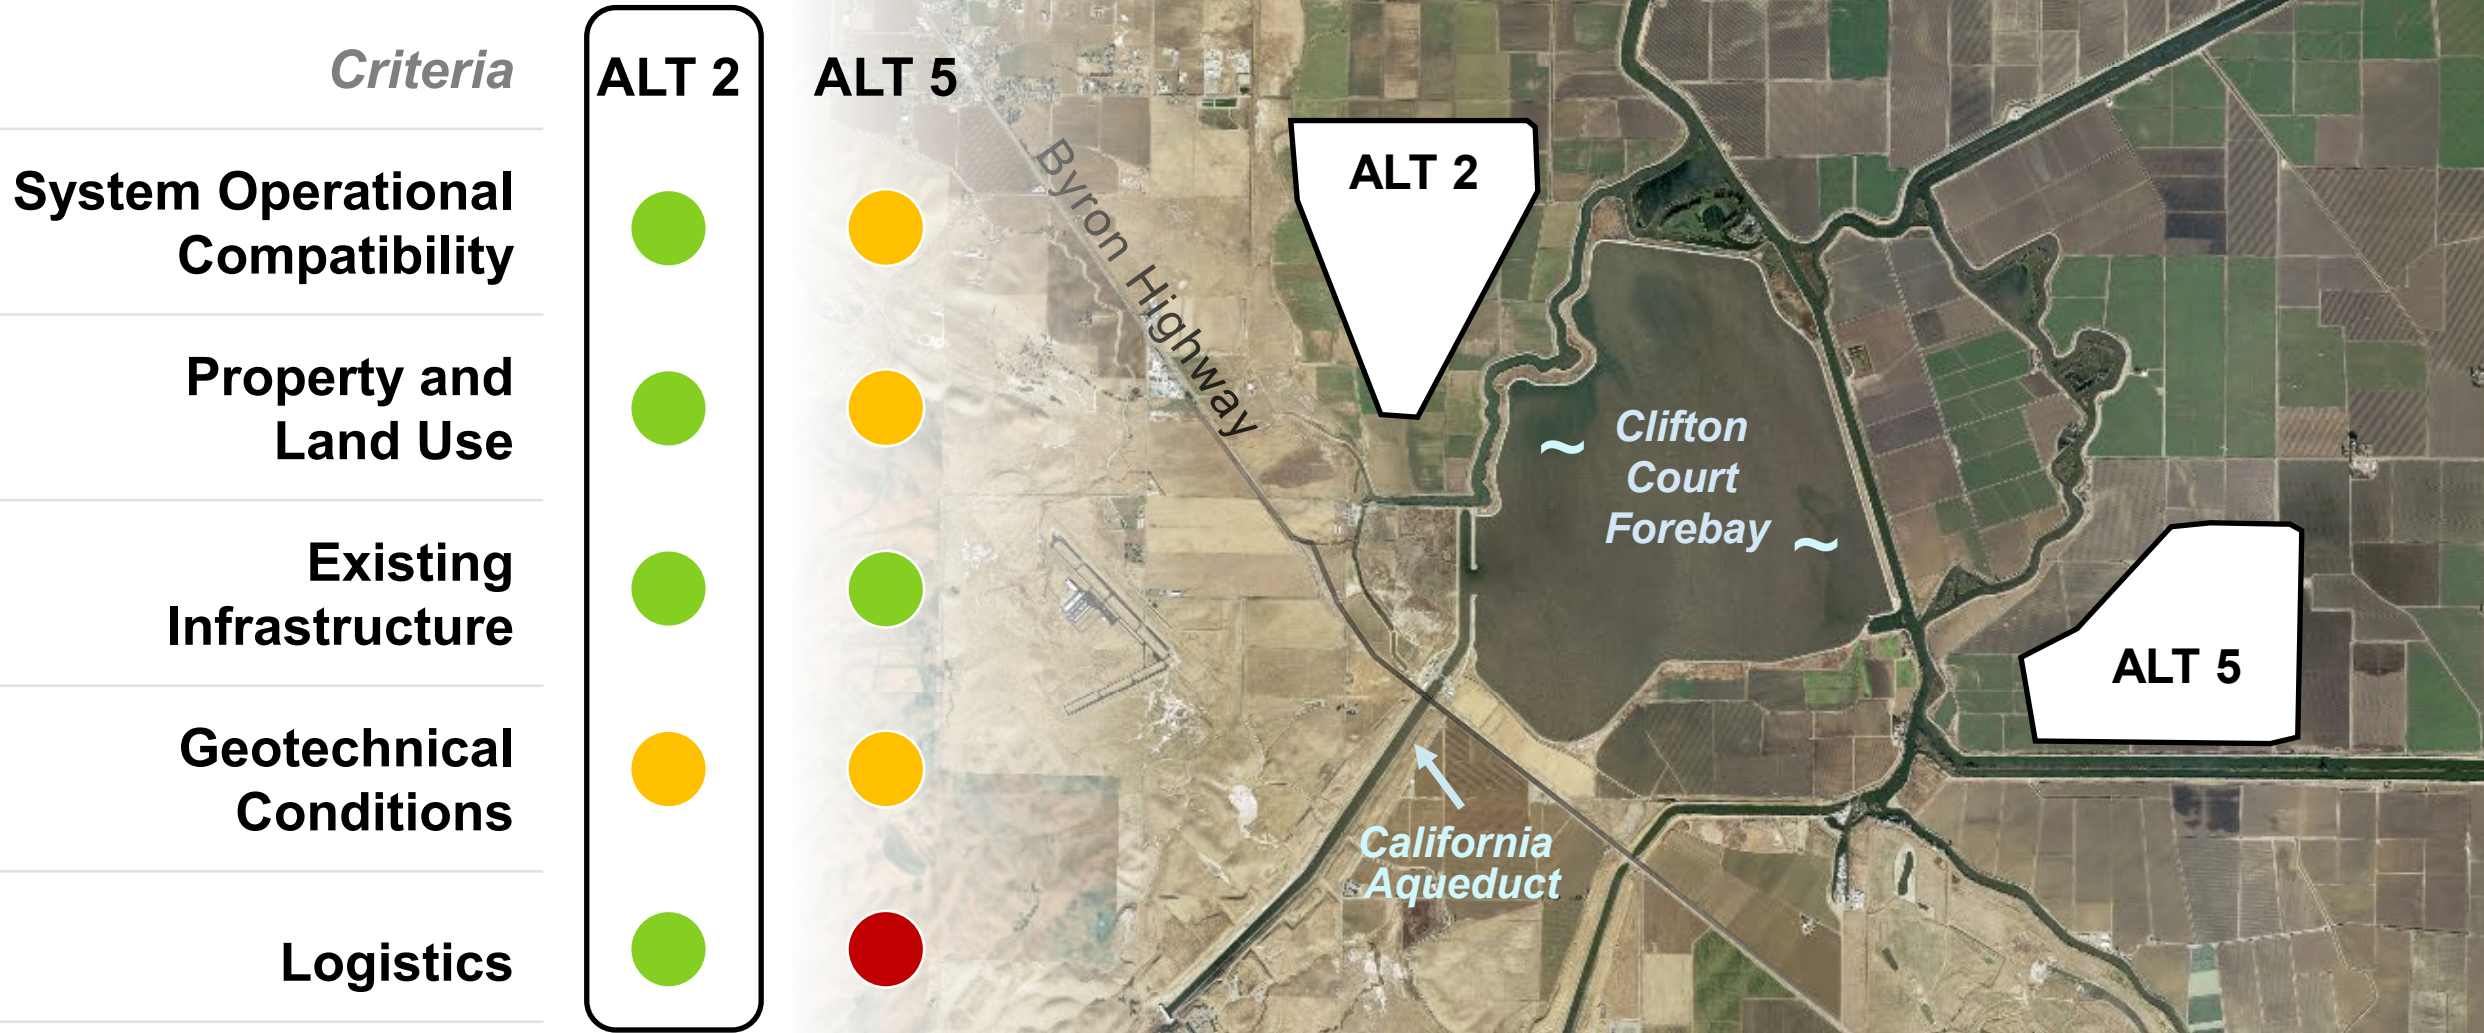 Criteria
ALT 2
ALT 5
System Operational
Compatibility
Property and
Land Use
Existing
Infrastructure
Geotechnical
Conditions
Logistics
Byron Highway
ALT 2
~ Clifton
Court
Forebay ~
ALT 5
California
Aqueduct